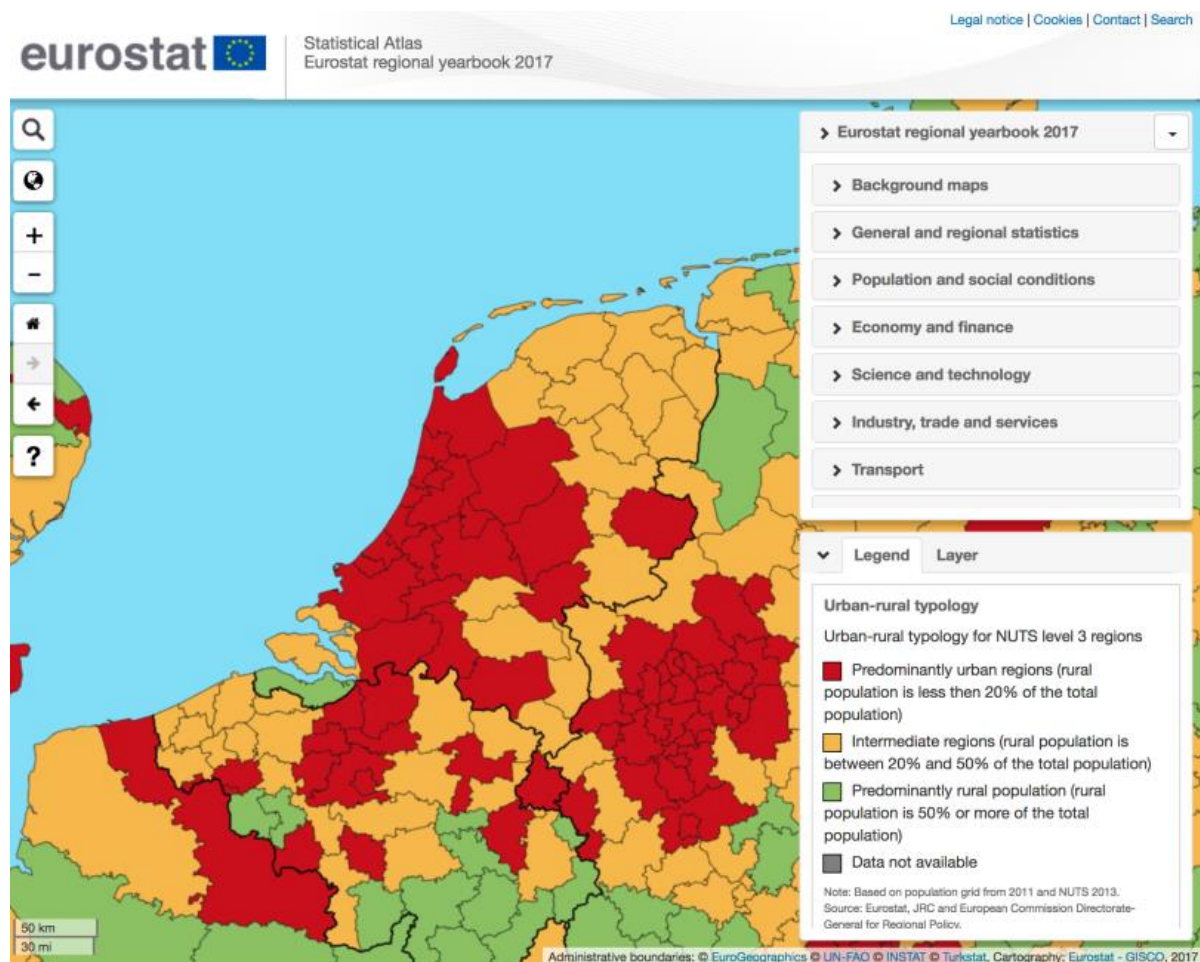 Legal notice | Cookies | Contact | Search
eurostat
Statistical Atlas
Eurostat regional yearbook 2017
Eurostat regional yearbook 2017
Background maps
General and regional statistics
Population and social conditions
Economy and finance
Science and technology
Industry, trade and services
Transport
+
−
?
Legend Layer
Urban-rural typology
Urban-rural typology for NUTS level 3 regions
Predominantly urban regions (rural
population is less then 20% of the total
population)
Intermediate regions (rural population is
between 20% and 50% of the total population)
Predominantly rural population (rural
population is 50% or more of the total
population)
Data not available
Note: Based on population grid from 2011 and NUTS 2013.
Source: Eurostat, JRC and European Commission Directorate-
General for Regional Policy.
50 km
30 mi
Administrative boundaries: © EuroGeographics © UN-FAO © INSTAT © Turkstat, Cartography: Eurostat - GISCO, 2017